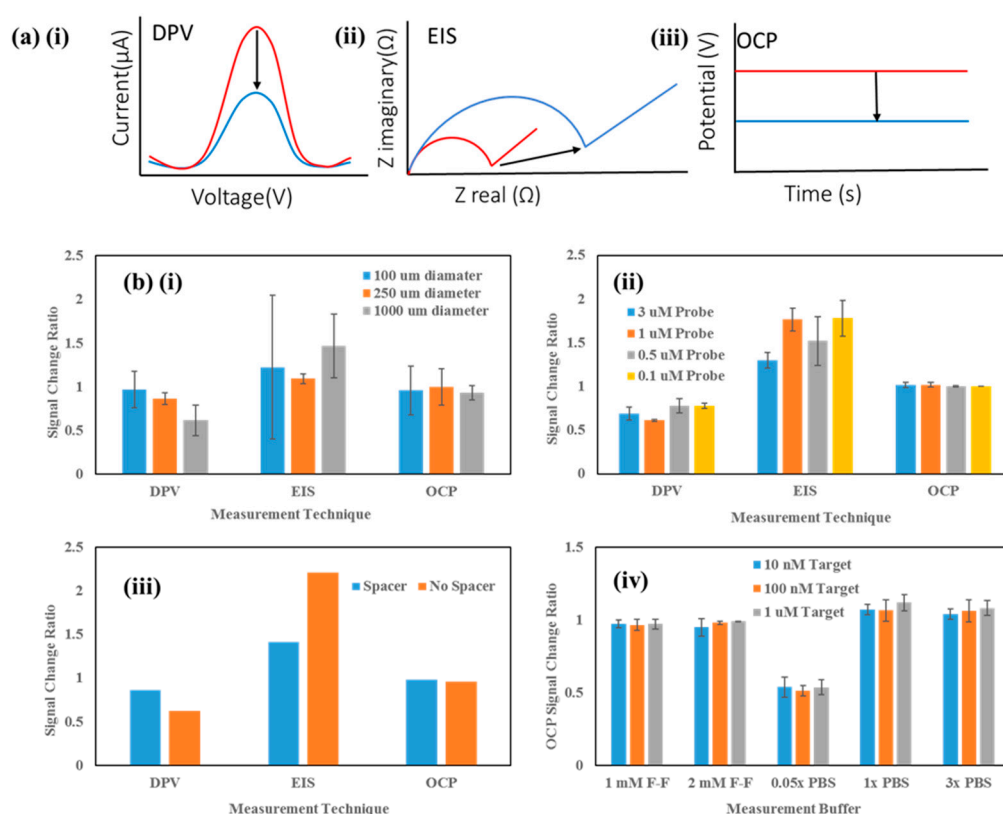 (a) (i)
DPV
Current(μA)
Voltage(V)
(ii)
EIS
Z imaginary(Ω)
Z real (Ω)
(iii)
OCP
Potential (V)
Time (s)
(b) (i)
100 um diamater
250 um diameter
1000 um diameter
Signal Change Ratio
2.5
2
1.5
1
0.5
0
DPV EIS OCP
Measurement Technique
(ii)
3 uM Probe
1 uM Probe
0.5 uM Probe
0.1 uM Probe
Signal Change Ratio
2.5
2
1.5
1
0.5
0
DPV EIS OCP
Measurement Technique
(iii)
Spacer No Spacer
Signal Change Ratio
2.5
2
1.5
1
0.5
0
DPV EIS OCP
Measurement Technique
(iv)
10 nM Target
100 nM Target
1 uM Target
OCP Signal Change Ratio
1.5
1
0.5
0
1 mM F-F 2 mM F-F 0.05x PBS 1x PBS 3x PBS
Measurement Buffer